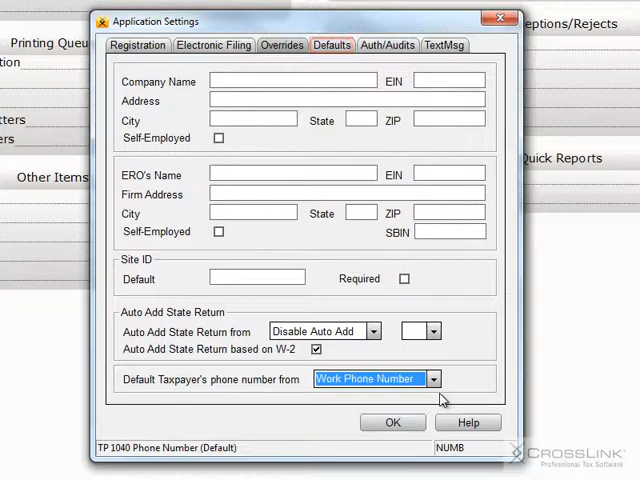 Application Settings
eptions/Rejects
Printing Queu
Registration Electronic Filing Overrides Defaults Auth/Audits TextMsg
tion
Company Name EIN
Address
City State ZIP
tters
Self-Employed
ers
Quick Reports
Other Items
ERO's Name EIN
Firm Address
City State ZIP
Self-Employed SBIN
Site ID
Default Required
Auto Add State Return
Auto Add State Return from Disable Auto Add
Auto Add State Return based on W-2
Default Taxpayer's phone number from Work Phone Number
OK Help
TP 1040 Phone Number (Default) NUMB
CROSSLINK
Professional Tax Software